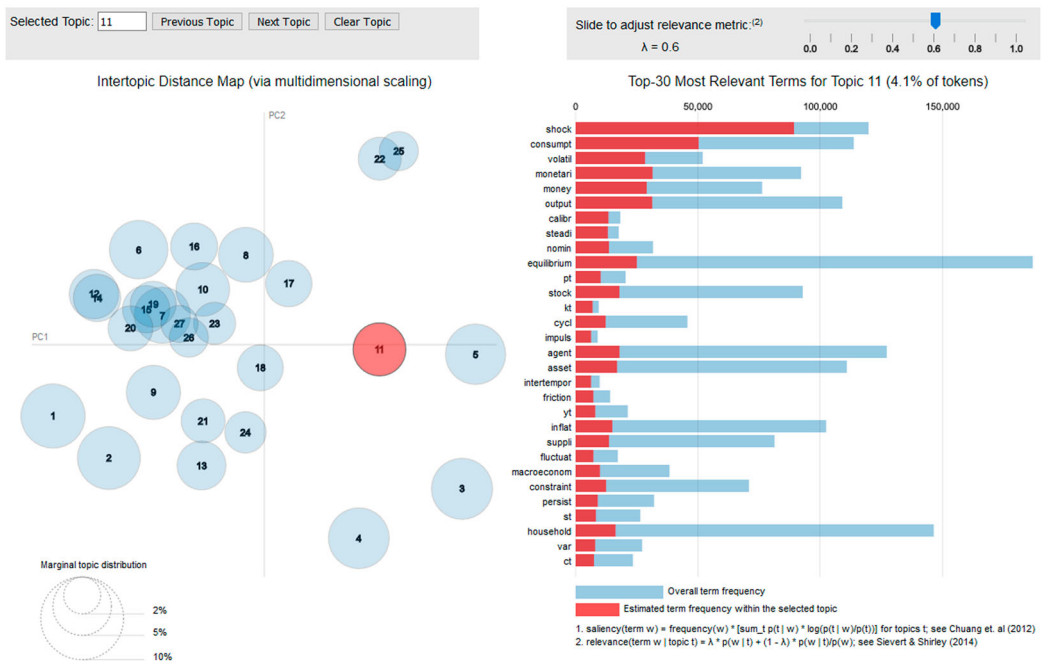 Selected Topic: 11 Previous Topic Next Topic Clear Topic
Slide to adjust relevance metric:(2)
λ = 0.6
0.0 0.2 0.4 0.6 0.8 1.0
Intertopic Distance Map (via multidimensional scaling)
PC2
PC1
25
22
6
16
8
10
17
12
14
19
15
7
27
23
20
26
11
5
18
9
1
21
24
2
13
3
4
Marginal topic distribution
2%
5%
10%
Top-30 Most Relevant Terms for Topic 11 (4.1% of tokens)
0 50,000 100,000 150,000
shock
consumpt
volatil
monetari
money
output
calibr
steadi
nomin
equilibrium
pt
stock
kt
cycl
impuls
agent
asset
intertempor
friction
yt
inflat
suppli
fluctuat
macroeconom
constraint
persist
st
household
var
ct
Overall term frequency
Estimated term frequency within the selected topic
1. saliency(term w) = frequency(w) * [sum_t p(t | w) * log(p(t | w)/p(t))] for topics t; see Chuang et. al (2012)
2. relevance(term w | topic t) = λ * p(w | t) + (1 - λ) * p(w | t)/p(w); see Sievert & Shirley (2014)